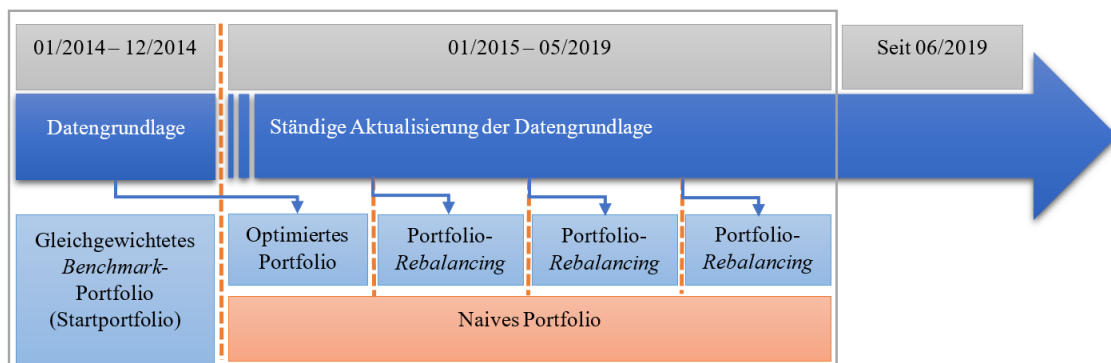 01/2014 – 12/2014
01/2015 – 05/2019
Seit 06/2019
Datengrundlage
Ständige Aktualisierung der Datengrundlage
Gleichgewichtetes
Benchmark-
Portfolio
(Startportfolio)
Optimiertes
Portfolio
Portfolio-
Rebalancing
Portfolio-
Rebalancing
Portfolio-
Rebalancing
Naives Portfolio